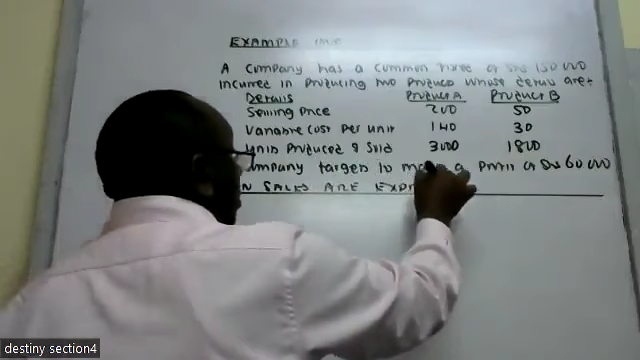 EXAMPLE ONE
A company has a common fixed of Shs 150 000
incurred in producing two products whose details are:
Details Product A Product B
Selling Price 200 50
Variable cost per unit 140 30
units produced & sold 3000 1800
ompany targets to make a profit of Shs 60 000
N SALES ARE EXP
destiny section4